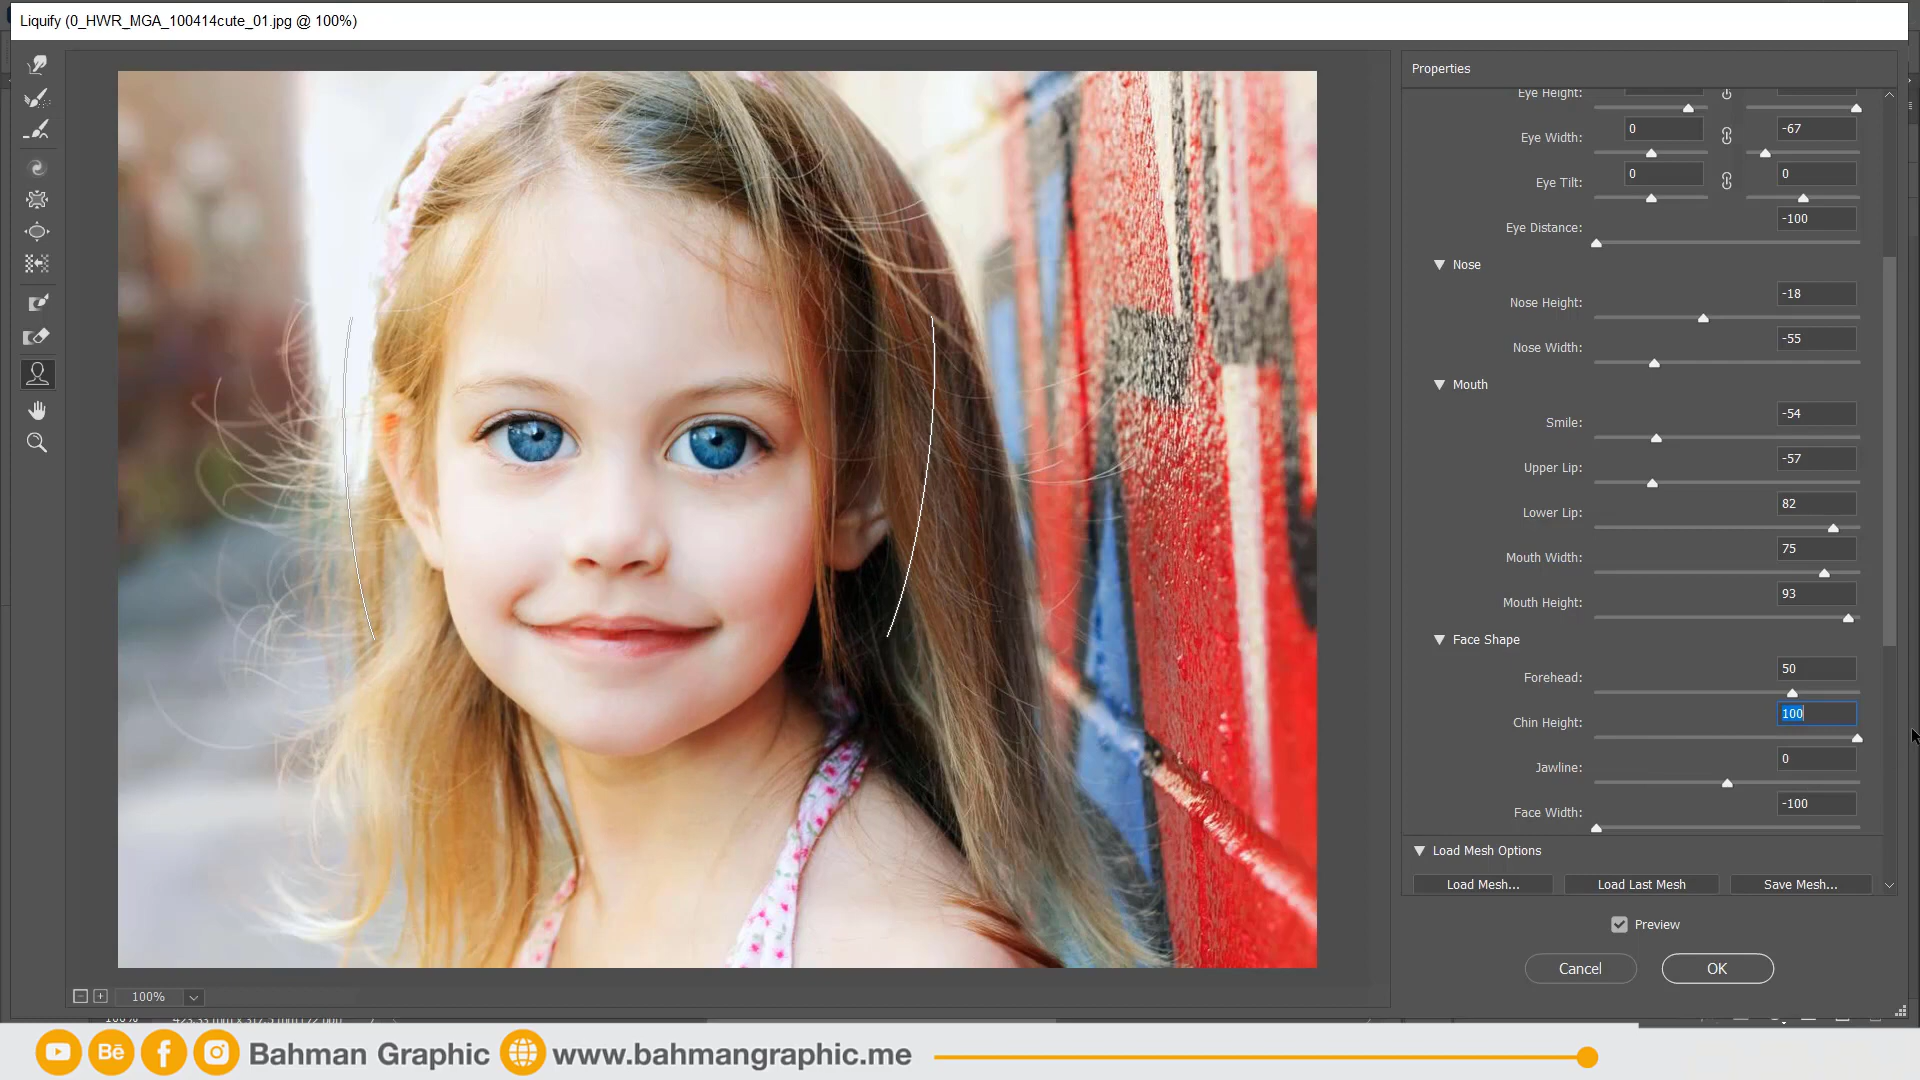 Liquify (0_HWR_MGA_100414cute_01.jpg @ 100%)
Properties
Eye Height:
Eye Width: 0 -67
Eye Tilt: 0 0
Eye Distance: -100
Nose
Nose Height: -18
Nose Width: -55
Mouth
Smile: -54
Upper Lip: -57
Lower Lip: 82
Mouth Width: 75
Mouth Height: 93
Face Shape
Forehead: 50
Chin Height: 100
Jawline: 0
Face Width: -100
Load Mesh Options
Load Mesh... Load Last Mesh Save Mesh...
Preview
Cancel OK
100%
Bē
Bahman Graphic www.bahmangraphic.me